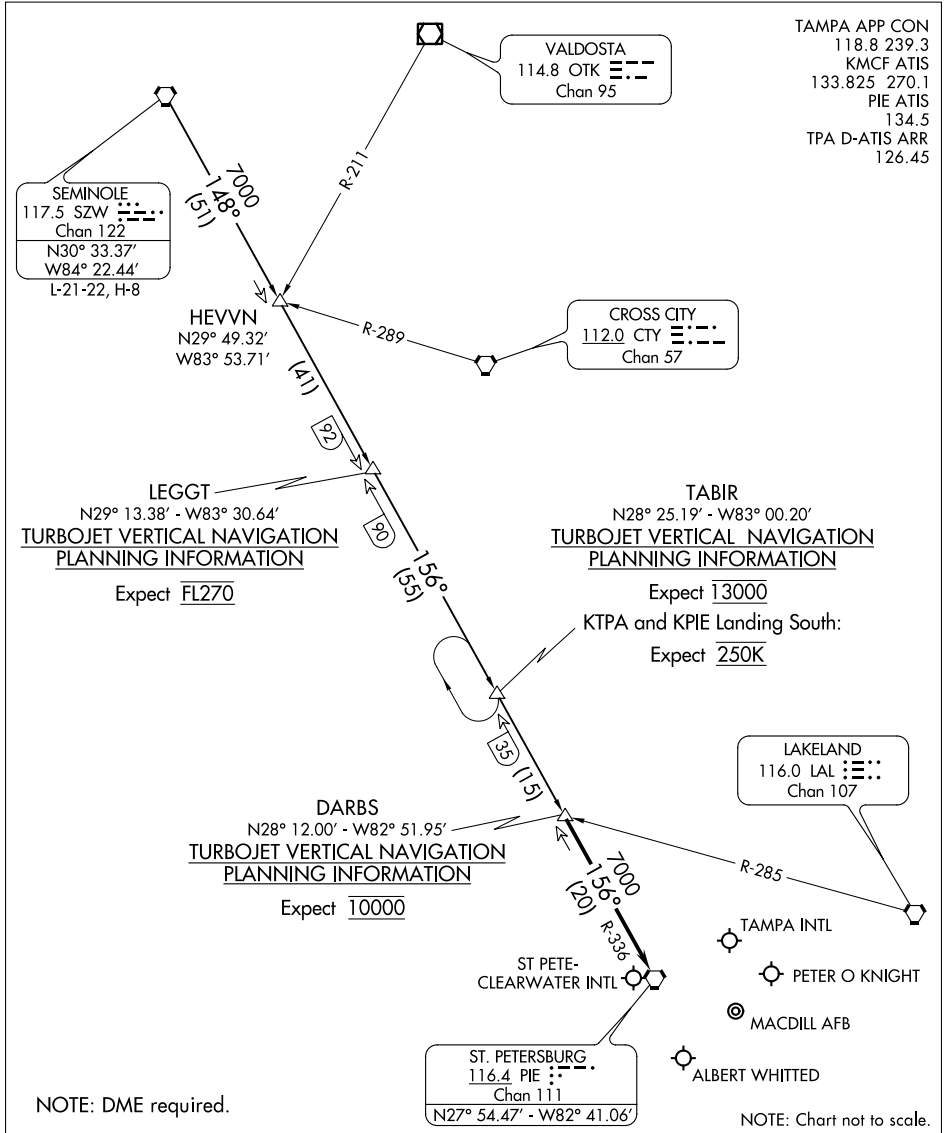 TAMPA APP CON
118.8 239.3
KMCF ATIS
133.825 270.1
PIE ATIS
134.5
TPA D-ATIS ARR
126.45
VALDOSTA
114.8 OTK
Chan 95
R-211
SEMINOLE
117.5 SZW
Chan 122
N30° 33.37'
W84° 22.44'
L-21-22, H-8
7000
148°
(51)
HEVVN
N29° 49.32'
W83° 53.71'
R-289
CROSS CITY
112.0 CTY
Chan 57
(41)
92
LEGGT
N29° 13.38' - W83° 30.64'
TURBOJET VERTICAL NAVIGATION
PLANNING INFORMATION
Expect FL270
90
156°
(55)
TABIR
N28° 25.19' - W83° 00.20'
TURBOJET VERTICAL NAVIGATION
PLANNING INFORMATION
Expect 13000
KTPA and KPIE Landing South:
Expect 250K
35
(15)
DARBS
N28° 12.00' - W82° 51.95'
TURBOJET VERTICAL NAVIGATION
PLANNING INFORMATION
Expect 10000
LAKELAND
116.0 LAL
Chan 107
R-285
7000
156°
(20)
R-336
ST PETE-
CLEARWATER INTL
TAMPA INTL
PETER O KNIGHT
MACDILL AFB
ALBERT WHITTED
ST. PETERSBURG
116.4 PIE
Chan 111
N27° 54.47' - W82° 41.06'
NOTE: DME required.
NOTE: Chart not to scale.